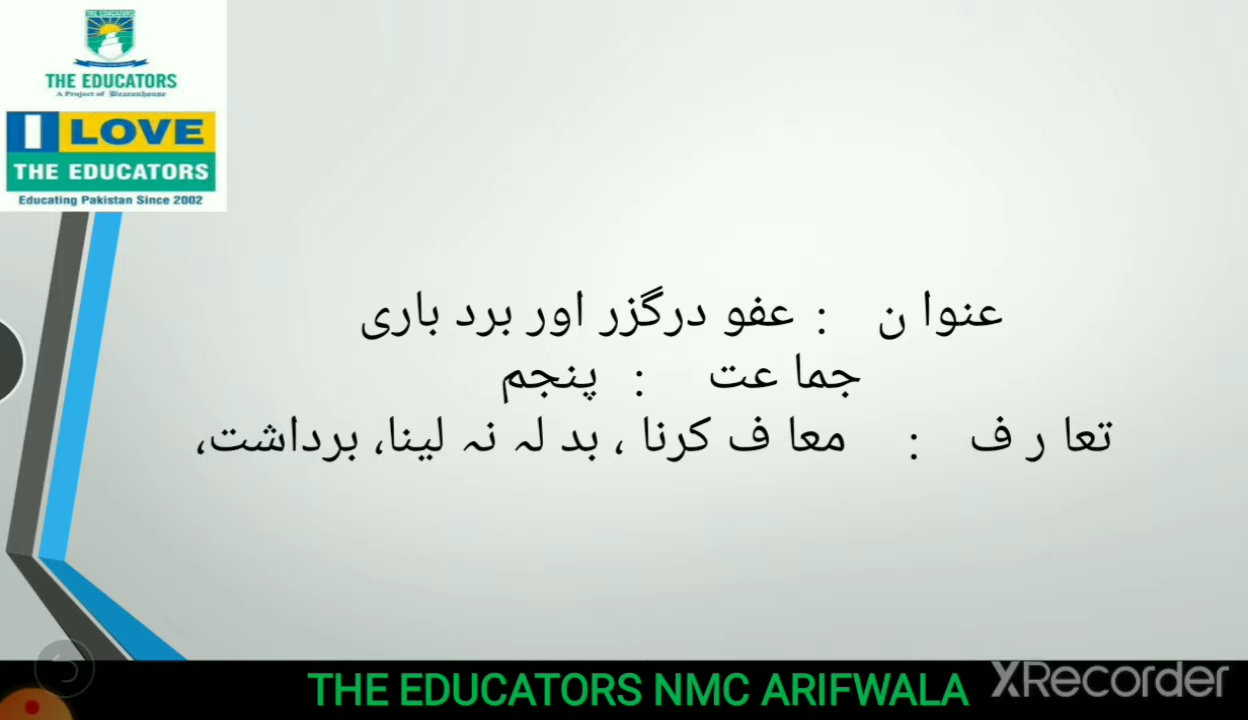 THE EDUCATORS
A Project of Beaconhouse
I LOVE
THE EDUCATORS
Educating Pakistan Since 2002
عنوا ن : عفو درگزر اور برد باری
جما عت : پنجم
تعا ر ف : معا ف کرنا ، بد لہ نہ لینا، برداشت،
THE EDUCATORS NMC ARIFWALA
XRecorder